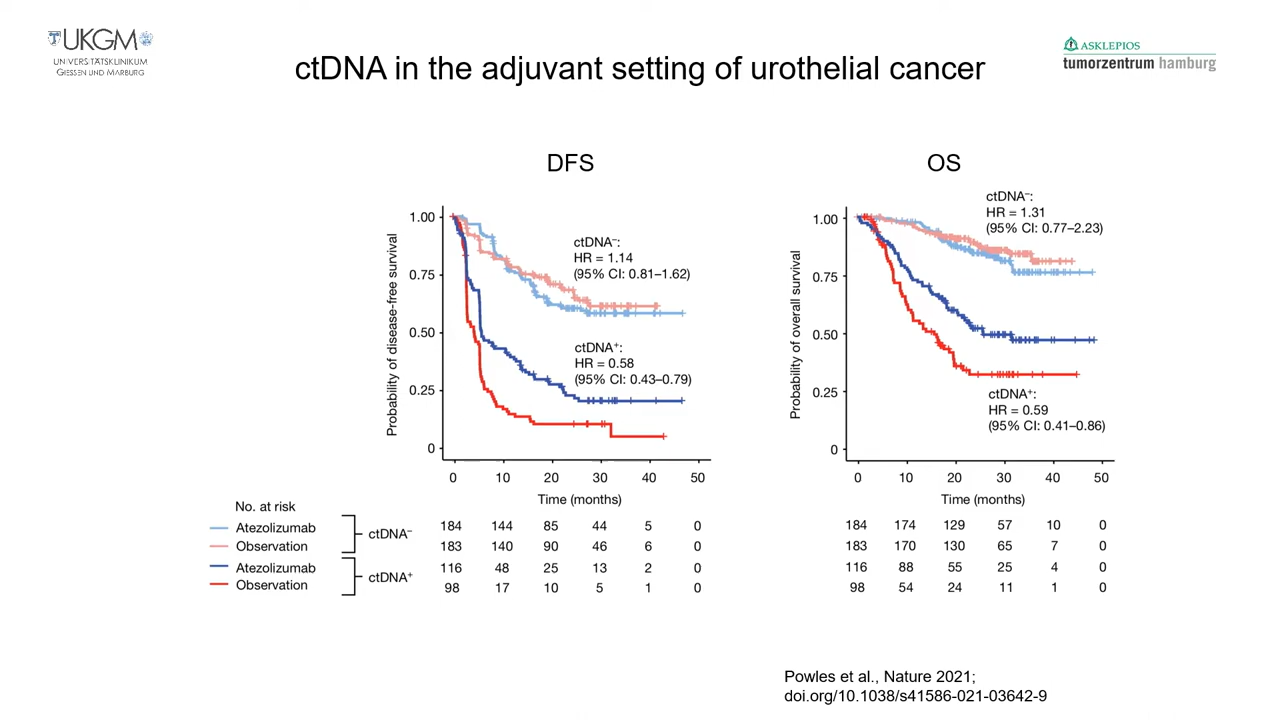 UKGM
UNIVERSITÄTSKLINIKUM
GIESSEN UND MARBURG
ASKLEPIOS
tumorzentrum hamburg
ctDNA in the adjuvant setting of urothelial cancer
DFS
Probability of disease-free survival
1.00
0.75
0.50
0.25
0
ctDNA⁻:
HR = 1.14
(95% CI: 0.81–1.62)
ctDNA⁺:
HR = 0.58
(95% CI: 0.43–0.79)
0 10 20 30 40 50
Time (months)
OS
Probability of overall survival
1.00
0.75
0.50
0.25
0
ctDNA⁻:
HR = 1.31
(95% CI: 0.77–2.23)
ctDNA⁺:
HR = 0.59
(95% CI: 0.41–0.86)
0 10 20 30 40 50
Time (months)
No. at risk
Atezolizumab
Observation
ctDNA⁻
Atezolizumab
Observation
ctDNA⁺
184 144 85 44 5 0
183 140 90 46 6 0
116 48 25 13 2 0
98 17 10 5 1 0
184 174 129 57 10 0
183 170 130 65 7 0
116 88 55 25 4 0
98 54 24 11 1 0
Powles et al., Nature 2021;
doi.org/10.1038/s41586-021-03642-9